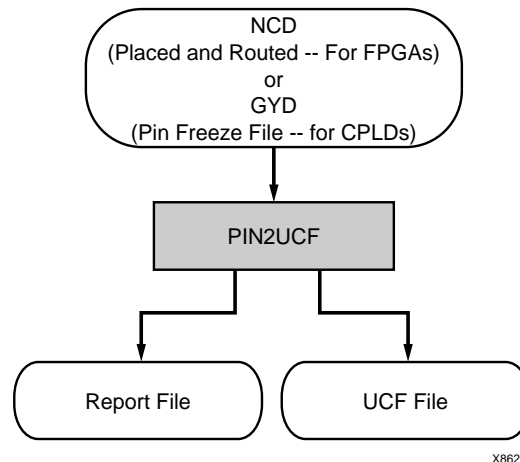 NCD
(Placed and Routed -- For FPGAs)
or
GYD
(Pin Freeze File -- for CPLDs)
PIN2UCF
Report File
UCF File
X862